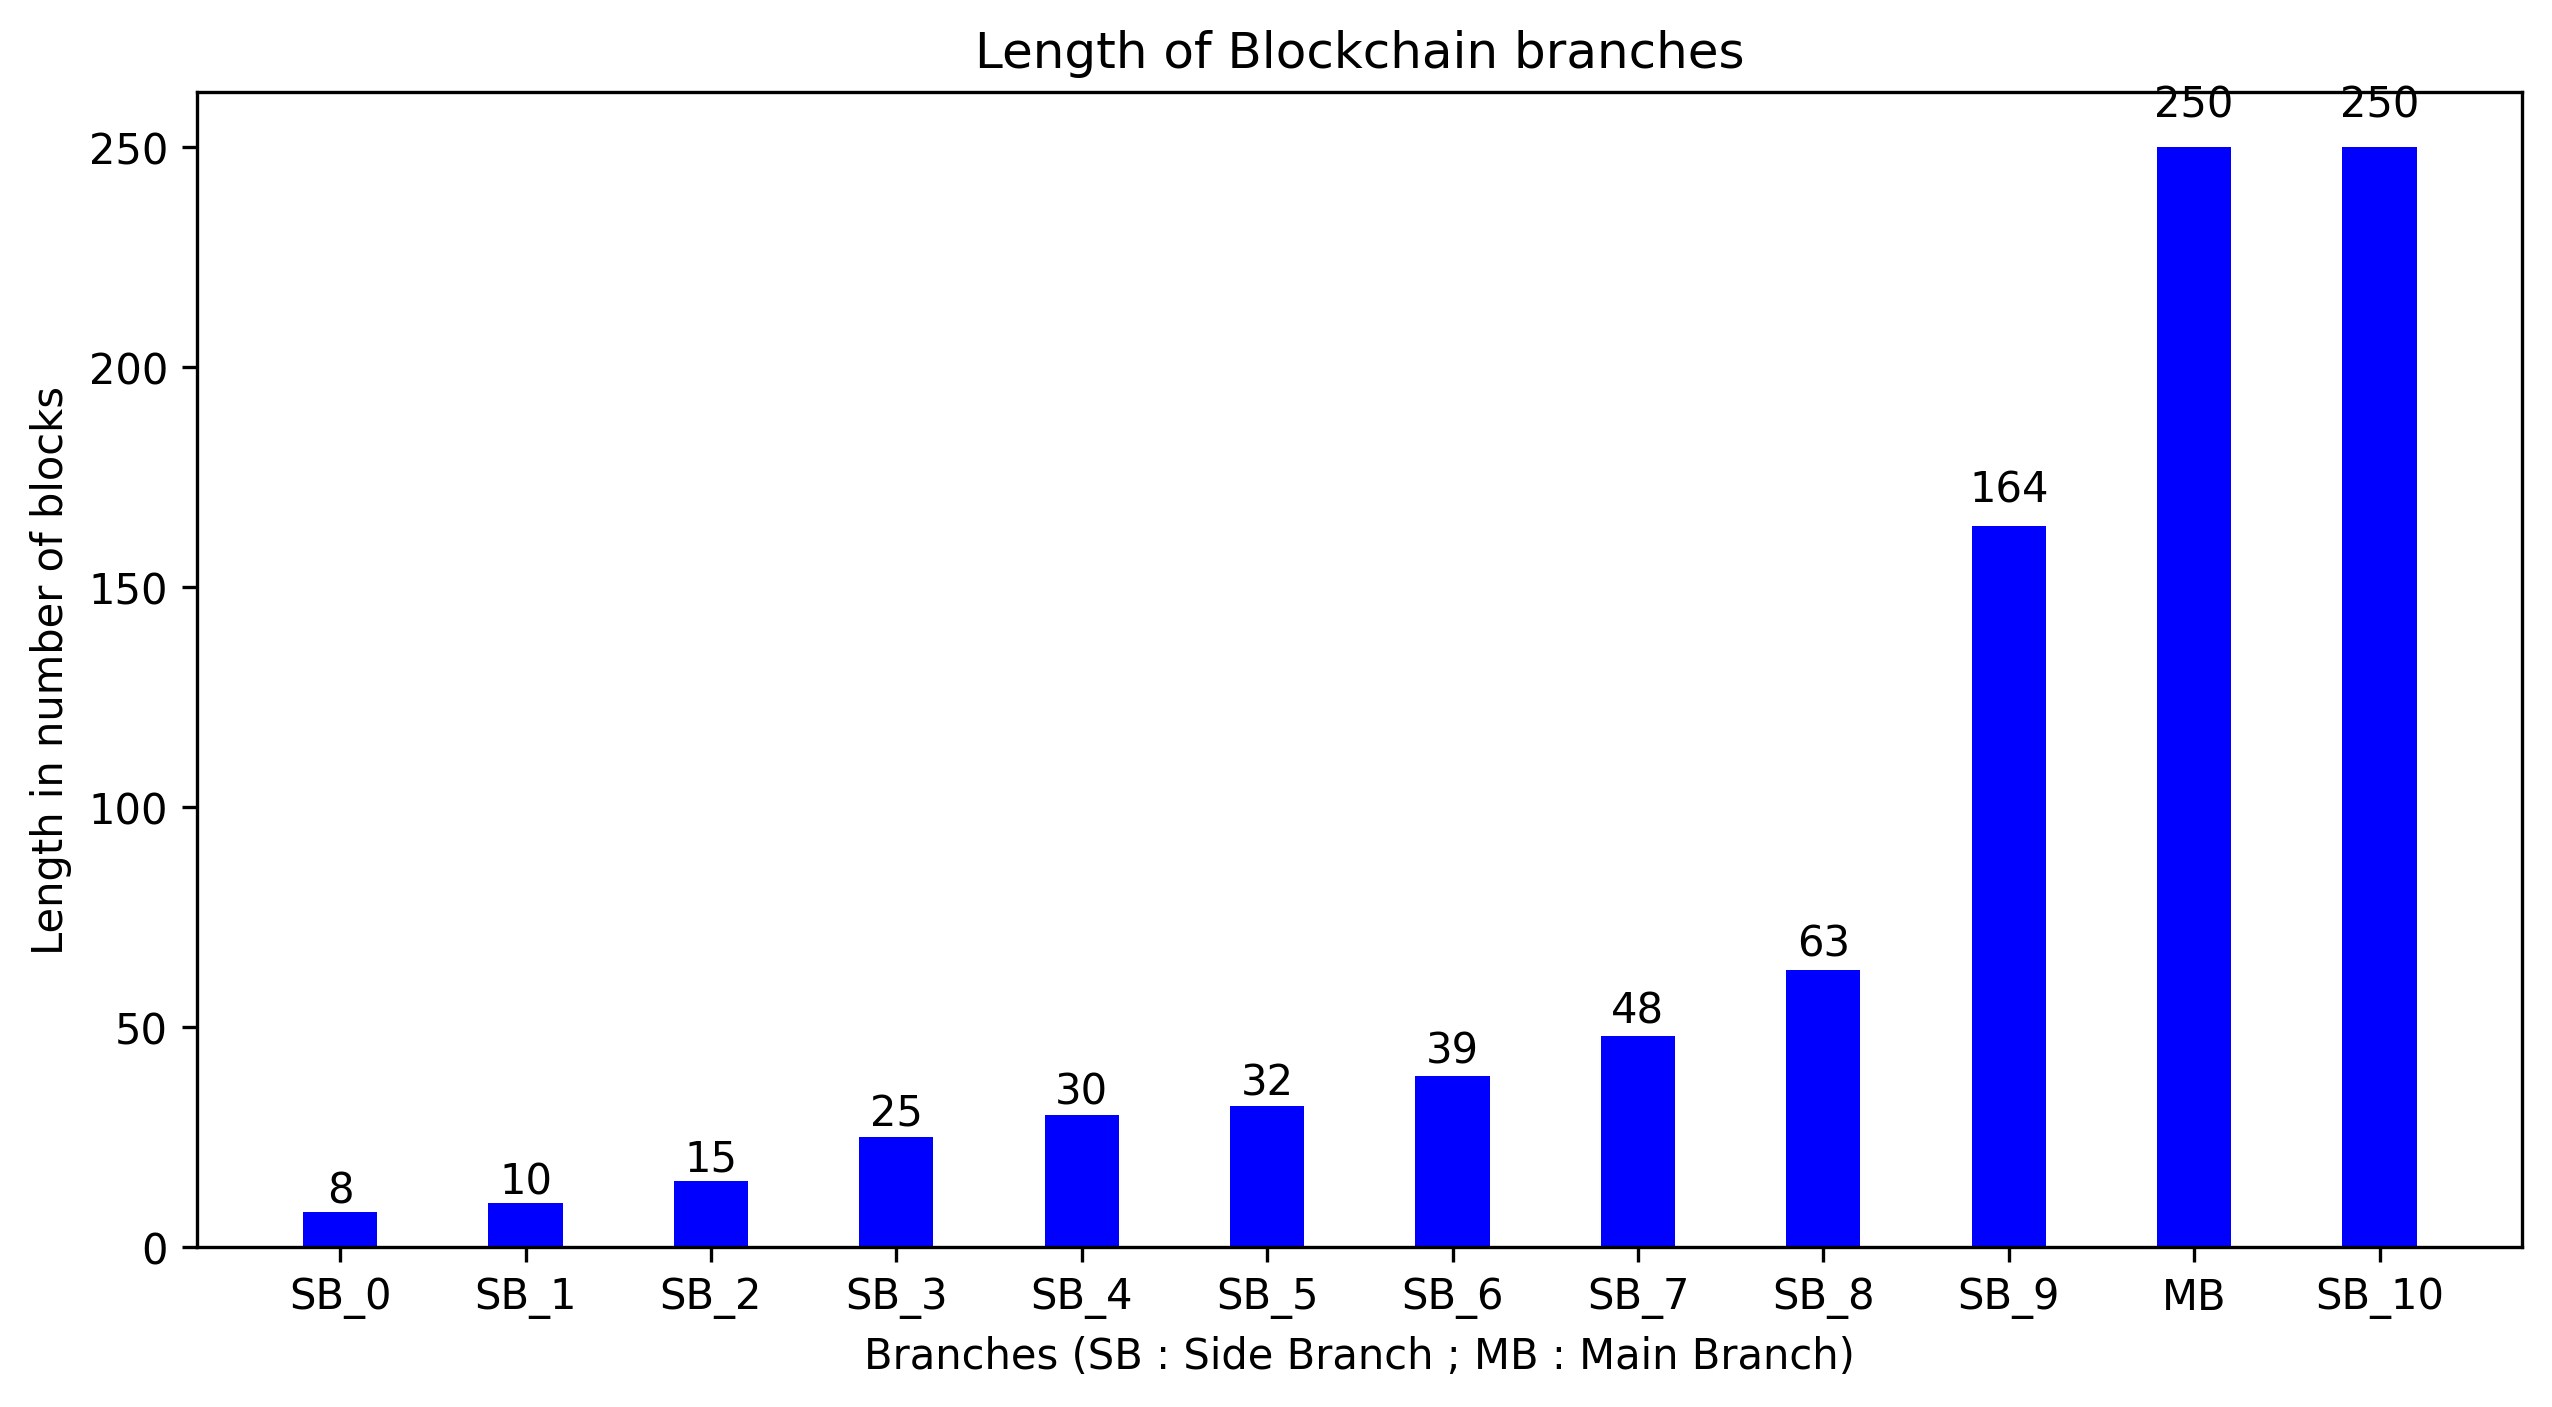 Length of Blockchain branches
Length in number of blocks
250
200
150
100
50
0
8
10
15
25
30
32
39
48
63
164
250
250
SB_0
SB_1
SB_2
SB_3
SB_4
SB_5
SB_6
SB_7
SB_8
SB_9
MB
SB_10
Branches (SB : Side Branch ; MB : Main Branch)